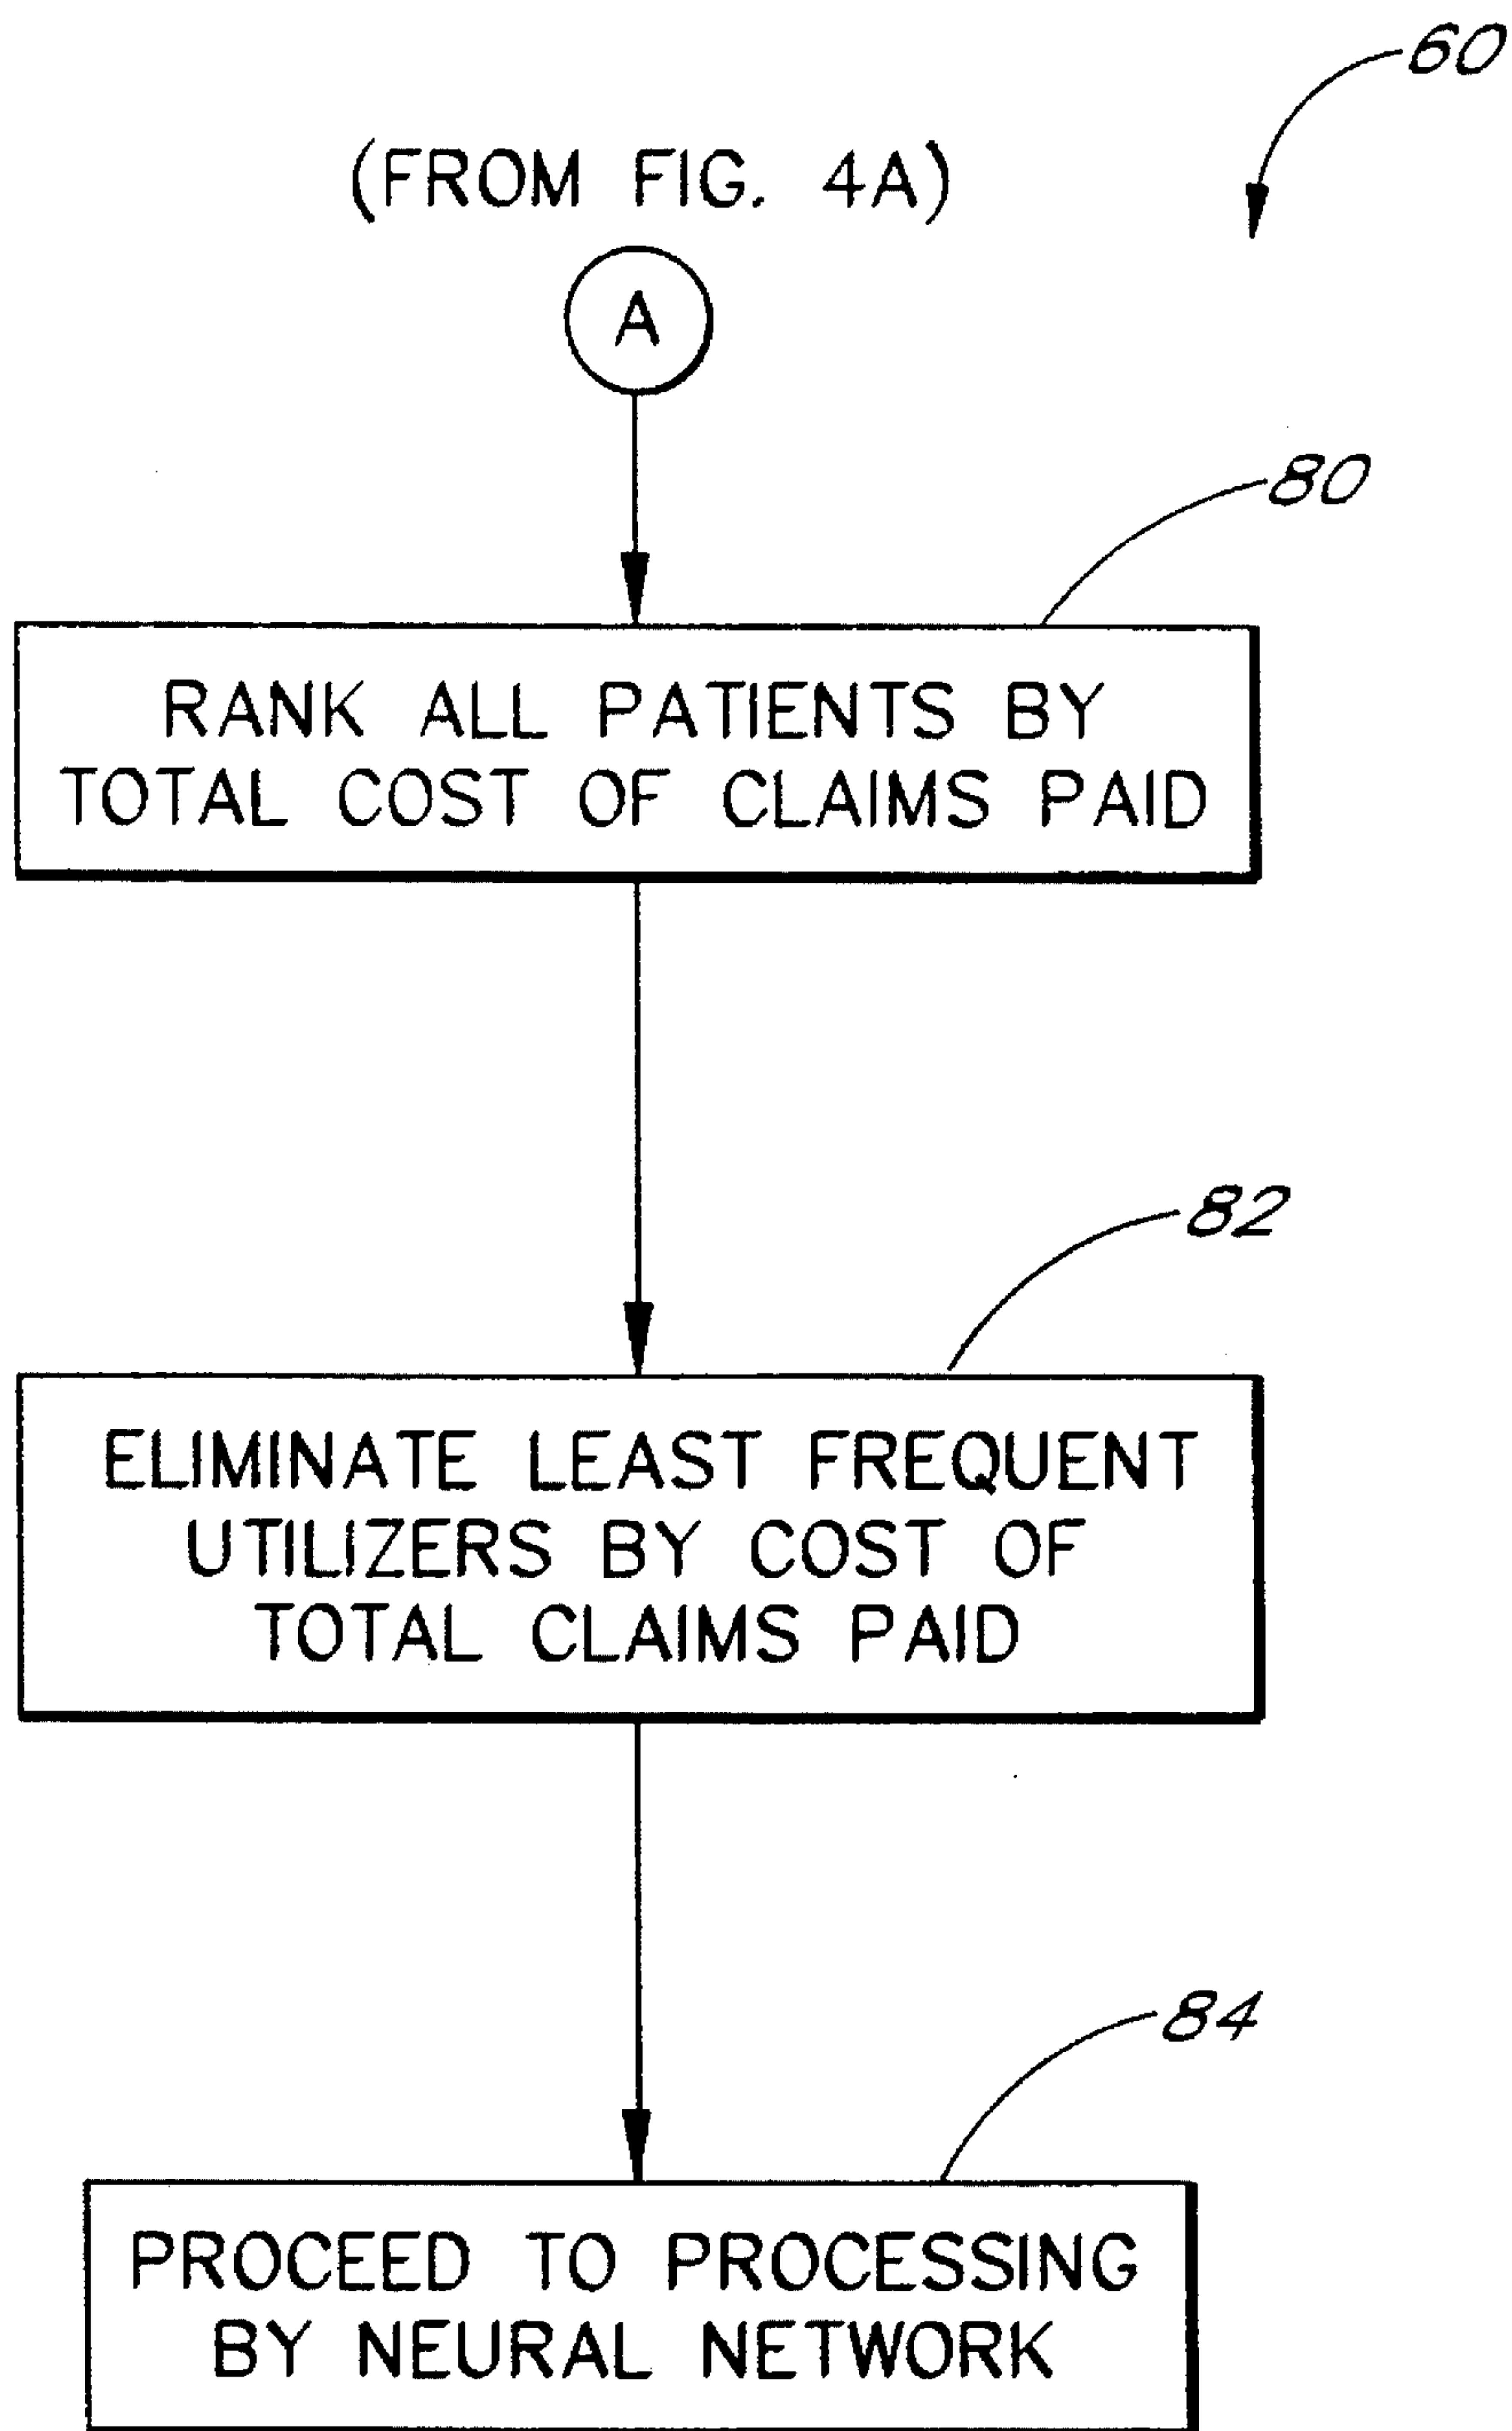 60
(FROM FIG. 4A)
A
80
RANK ALL PATIENTS BY
TOTAL COST OF CLAIMS PAID
82
ELIMINATE LEAST FREQUENT
UTILIZERS BY COST OF
TOTAL CLAIMS PAID
84
PROCEED TO PROCESSING
BY NEURAL NETWORK